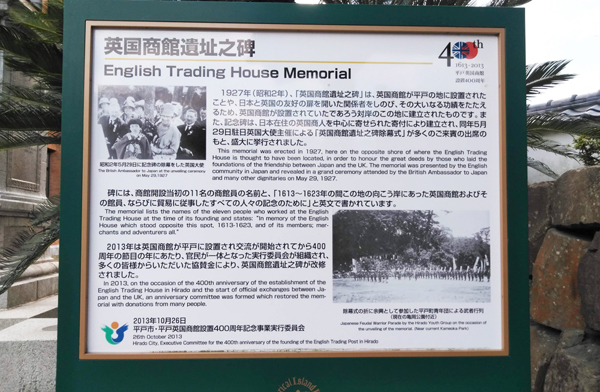 英国商館遺址之碑
English Trading House Memorial
40th
1613-2013
平戸英国商館
設置400周年
1927年(昭和2年)、「英国商館遺址之碑」は、英国商館が平戸の地に設置された
ことや、日本と英国の友好の扉を開いた関係者をしのび、その大いなる功績をたたえ
るため、英国商館が設置されていたであろう対岸のこの地に建立されたものです。ま
た、記念碑は、日本在住の英国商人を中心に寄せられた寄付により建立され、同年5月
29日駐日英国大使主催による「英国商館遺址之碑除幕式」が多くのご来賓の出席の
もと、盛大に挙行されました。
This memorial was erected in 1927, here on the opposite shore of where the English Trading
House is thought to have been located, in order to honour the great deeds by those who laid the
foundations of the friendship between Japan and the UK. The memorial was presented by the English
community in Japan and revealed in a grand ceremony attended by the British Ambassador to Japan
and many other dignitaries on May 29, 1927.
昭和2年5月29日に記念碑の除幕をした英国大使
The British Ambassador to Japan at the unveiling ceremony
on May 29,1927
碑には、商館開設当初の11名の商館員の名前と、「1613～1623年の間この地の向こう岸にあった英国商館およびそ
の館員、ならびに貿易に従事したすべての人々の記念のために」と英文で書かれています。
The memorial lists the names of the eleven people who worked at the English
Trading House at the time of its founding and states: "In memory of the English
House which stood opposite this spot, 1613-1623, and of its members; mer-
chants and adventurers all."
2013年は英国商館が平戸に設置され交流が開始されてから400
周年の節目の年にあたり、官民が一体となった実行委員会が組織され、
多くの皆様からいただいた協賛金により、英国商館遺址之碑が改修
されました。
In 2013, on the occasion of the 400th anniversary of the establishment of the
English Trading House in Hirado and the start of official exchanges between Ja-
pan and the UK, an anniversary committee was formed which restored the mem-
orial with donations from many people.
除幕式の折に余興として参加した平戸町青年団による武者行列
(現在の亀岡公園付近)
Japanese Feudal Warrior Parade by the Hirado Youth Group on the occasion of
the unveiling of the memorial. (Near current Kameoka Park)
2013年10月26日
平戸市・平戸英国商館設置400周年記念事業実行委員会
26th October 2013
Hirado City, Executive Committee for the 400th anniversary of the founding of the English Trading Post in Hirado